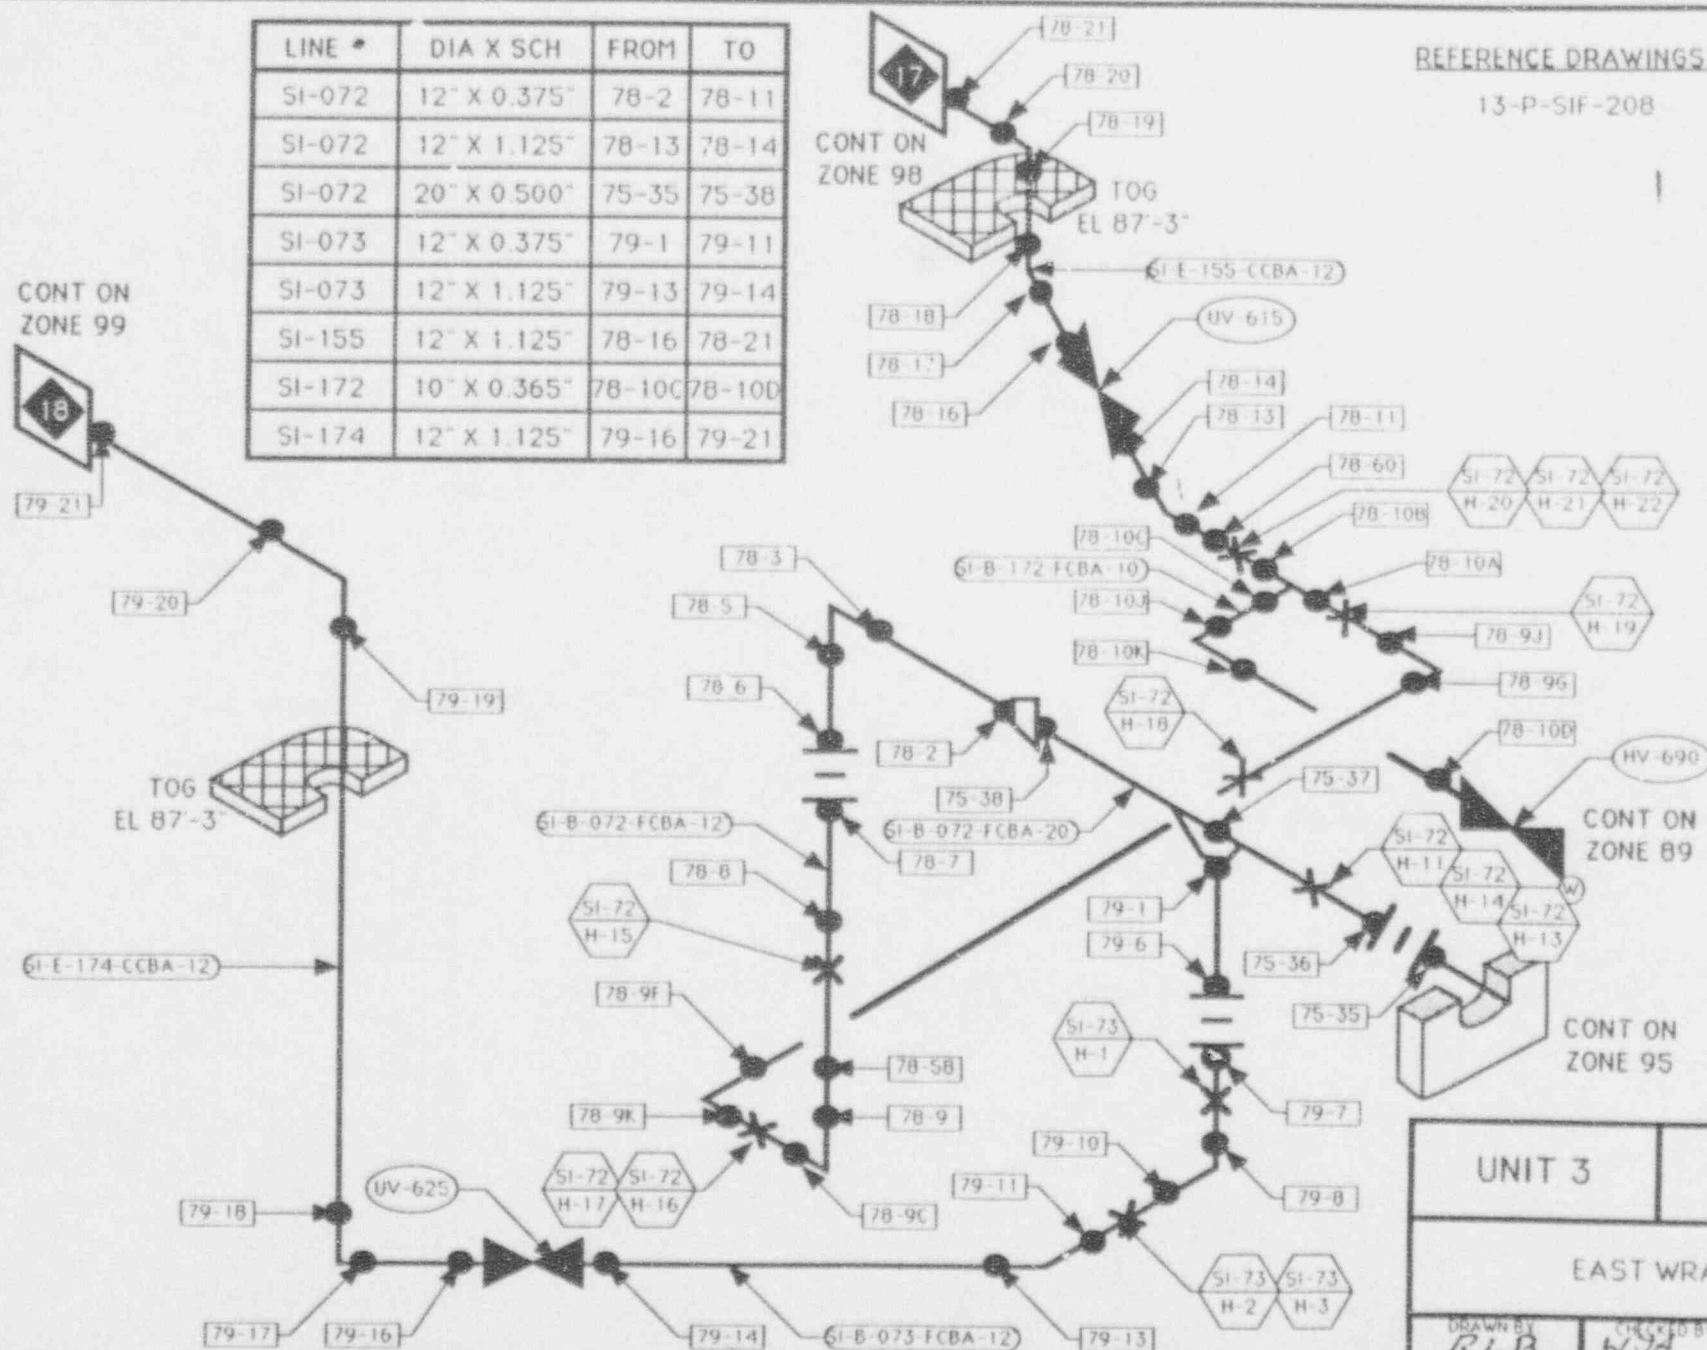 LINE # DIA X SCH FROM TO
SI-072 12" X 0.375" 78-2 78-11
SI-072 12" X 1.125" 78-13 78-14
SI-072 20" X 0.500" 75-35 75-38
SI-073 12" X 0.375" 79-1 79-11
SI-073 12" X 1.125" 79-13 79-14
SI-155 12" X 1.125" 78-16 78-21
SI-172 10" X 0.365" 78-10C 78-10D
SI-174 12" X 1.125" 79-16 79-21
REFERENCE DRAWINGS
13-P-SIF-208
17
CONT ON
ZONE 98
78-21
78-20
78-19
TOG
EL 87'-3"
SI-E-155-CCBA-12
78-18
78-17
78-16
UV-615
78-14
78-13
78-11
78-60
SI-72
H-20
SI-72
H-21
SI-72
H-22
78-10B
78-10C
SI-B-172-FCBA-10
78-10J
78-10K
78-10A
SI-72
H-19
78-9J
78-9G
SI-72
H-18
78-10D
HV-690
CONT ON
ZONE 89
W
CONT ON
ZONE 99
18
79-21
79-20
79-19
TOG
EL 87'-3"
SI-E-174-CCBA-12
79-18
79-17
79-16
UV-625
79-14
SI-B-073-FCBA-12
79-13
78-3
78-5
78-6
78-2
75-38
SI-B-072-FCBA-12
SI-B-072-FCBA-20
78-7
78-8
SI-72
H-15
78-9F
78-58
78-9K
78-9
SI-72
H-17
SI-72
H-16
78-9C
75-37
SI-72
H-11
SI-72
H-14
SI-72
H-13
79-1
79-6
75-36
75-35
SI-73
H-1
CONT ON
ZONE 95
79-7
79-10
79-11
79-8
SI-73
H-2
SI-73
H-3
UNIT 3
EAST WRA
DRAWN BY
CHECKED B